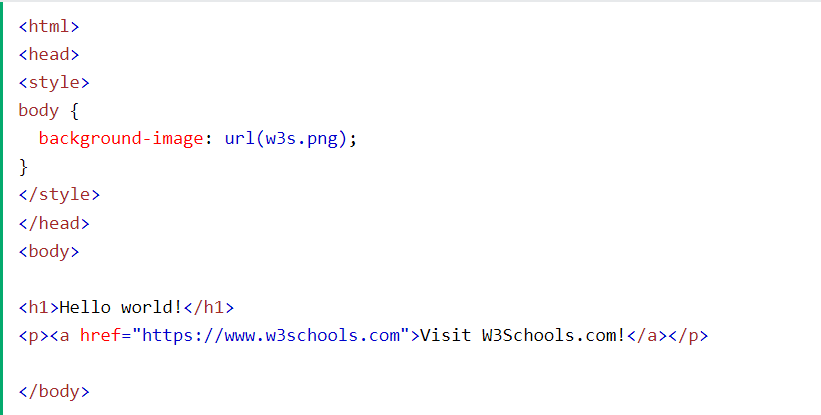 <html>
<head>
<style>
body {
  background-image: url(w3s.png);
}
</style>
</head>
<body>

<h1>Hello world!</h1>
<p><a href="https://www.w3schools.com">Visit W3Schools.com!</a></p>

</body>